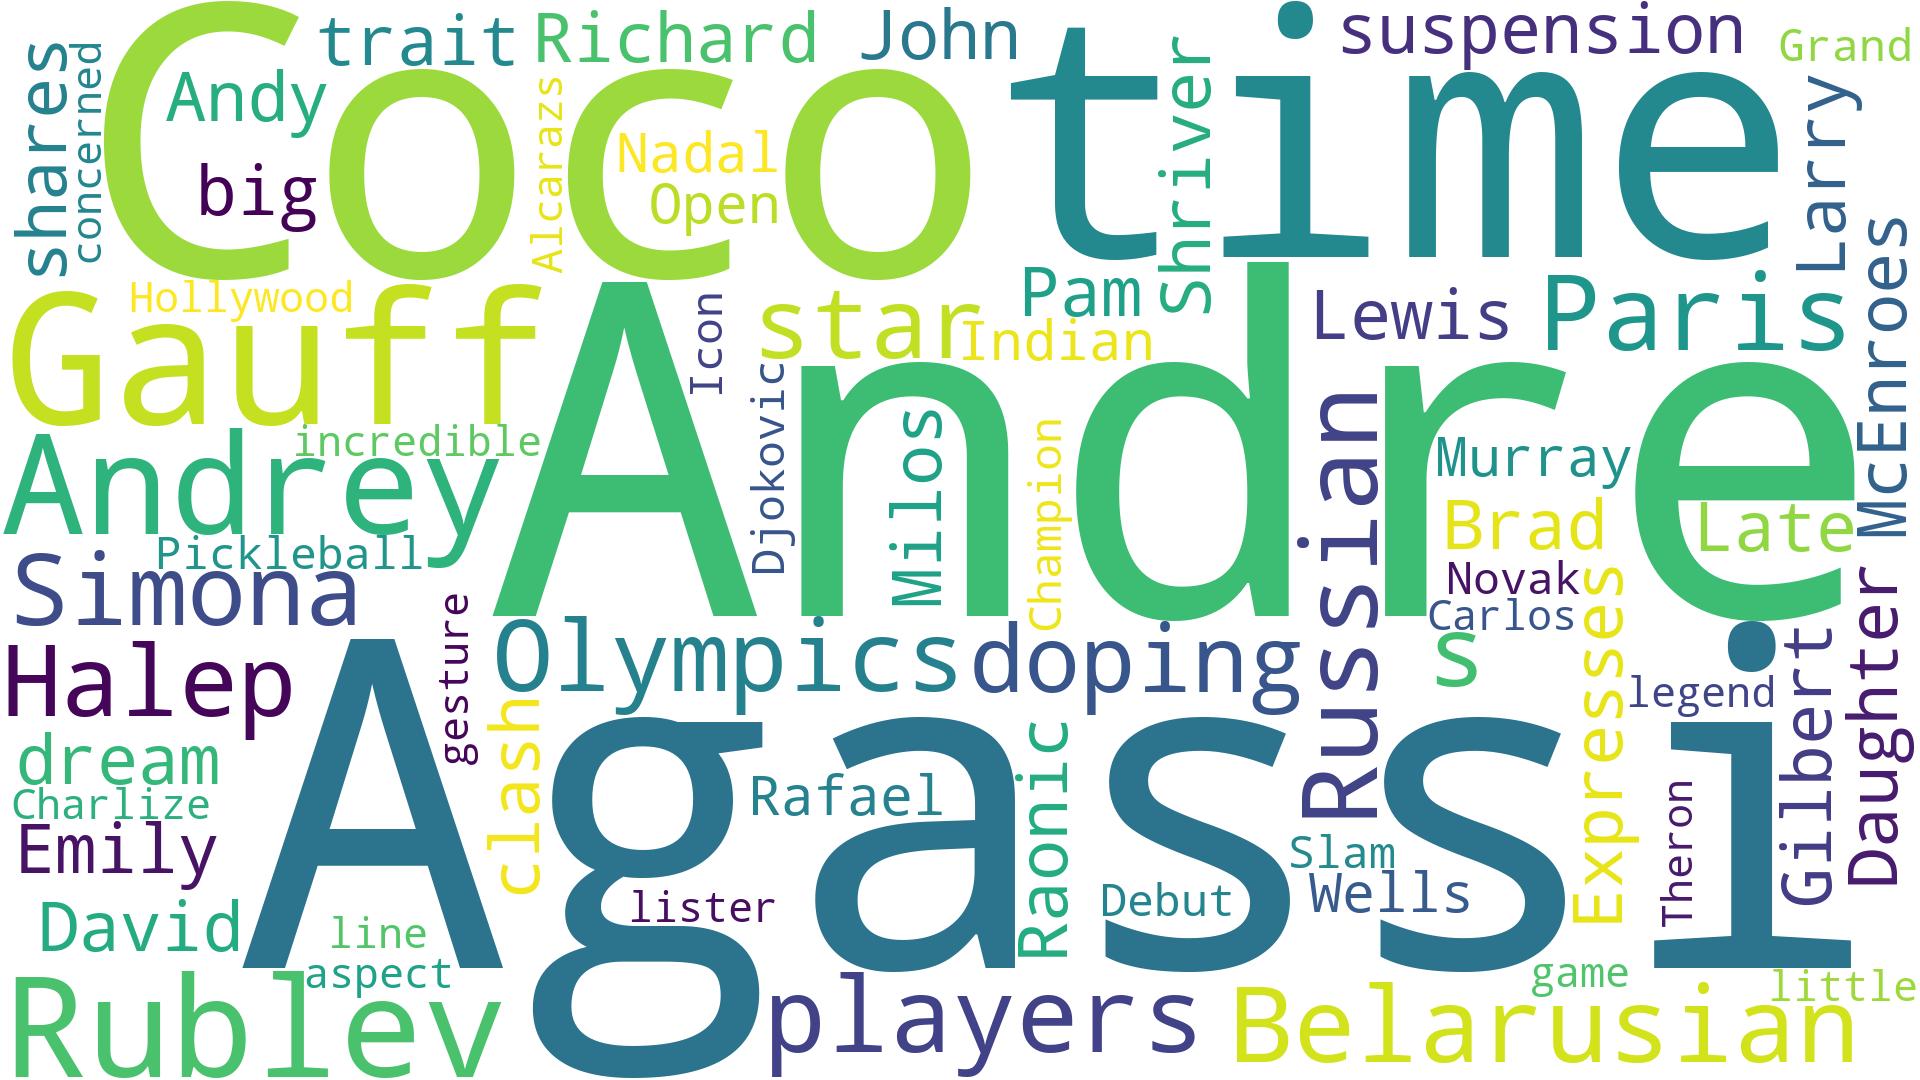 Coco
time
Andre
Agassi
Gauff
shares
concerned
trait
Richard
John
suspension
Grand
Andy
big
Alcarazs
Nadal
Open
Shriver
Larry
McEnroes
Hollywood
Icon
star
Pam
Indian
Lewis
Paris
Andrey
incredible
Djokovic
Milos
Champion
Russian
Murray
Brad
Late
Pickleball
Simona
Novak
Carlos
s
Expresses
Daughter
Halep
gesture
Olympics
doping
legend
Gilbert
clash
dream
Charlize
Emily
Rafael
Raonic
Slam
Wells
Theron
David
line
aspect
lister
Debut
game
little
Rublev
players
Belarusian